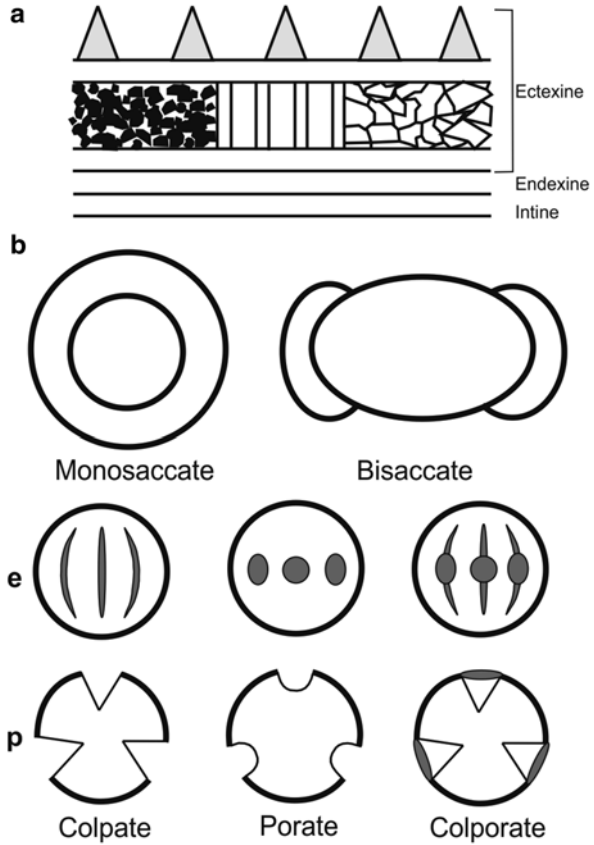 a
Ectexine
Endexine
Intine
b
Monosaccate Bisaccate
e
p
Colpate Porate Colporate